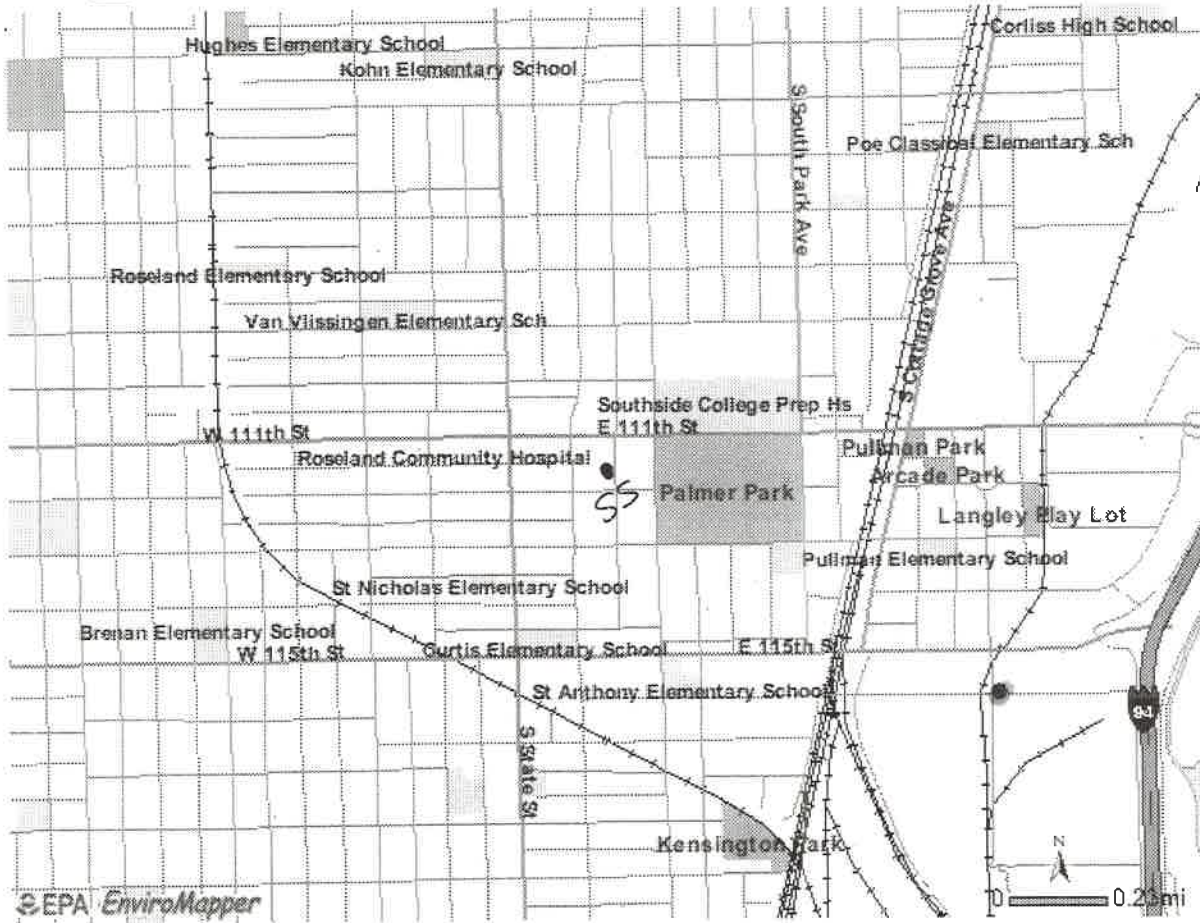 Corliss High School
Hughes Elementary School
Kohn Elementary School
S South Park Ave
Poe Classical Elementary Sch
S Cottage Grove Ave
Roseland Elementary School
Van Vlissingen Elementary Sch
Southside College Prep Hs
W 111th St
E 111th St
Pullman Park
Roseland Community Hospital
Arcade Park
SS
Palmer Park
Langley Play Lot
Pullman Elementary School
St Nicholas Elementary School
Brenan Elementary School
W 115th St
Curtis Elementary School
E 115th St
St Anthony Elementary School
94
S State St
Kensington Park
N
EPA EnviroMapper
0
0.23 mi